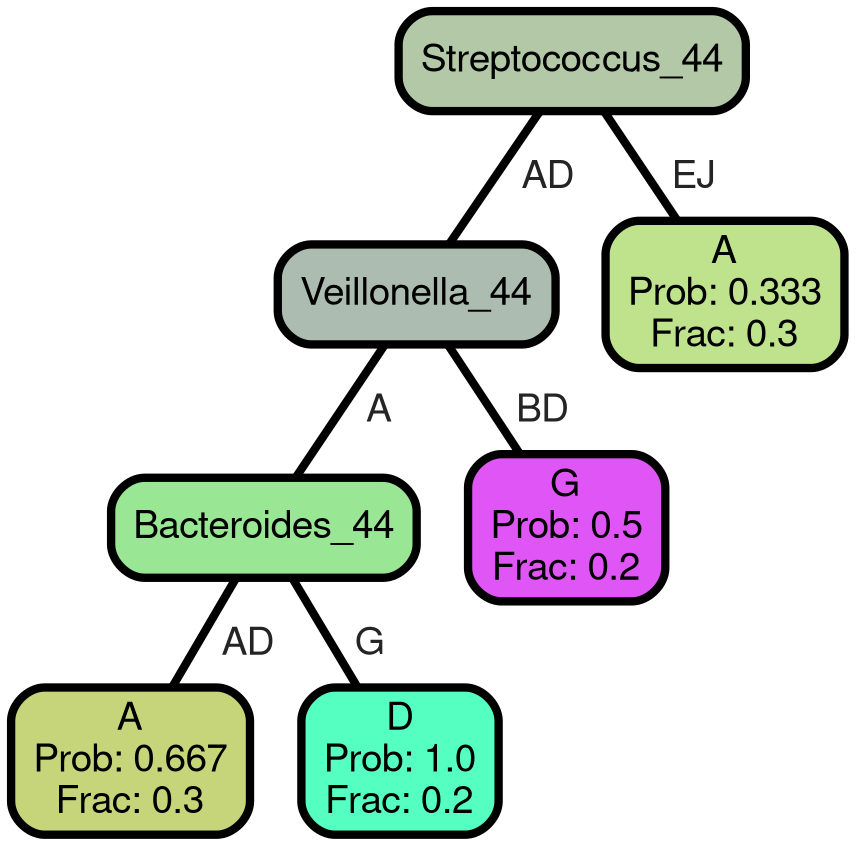 Streptococcus_44
AD
EJ
Veillonella_44
A
Prob: 0.333
Frac: 0.3
A
BD
Bacteroides_44
G
Prob: 0.5
Frac: 0.2
AD
G
A
Prob: 0.667
Frac: 0.3
D
Prob: 1.0
Frac: 0.2